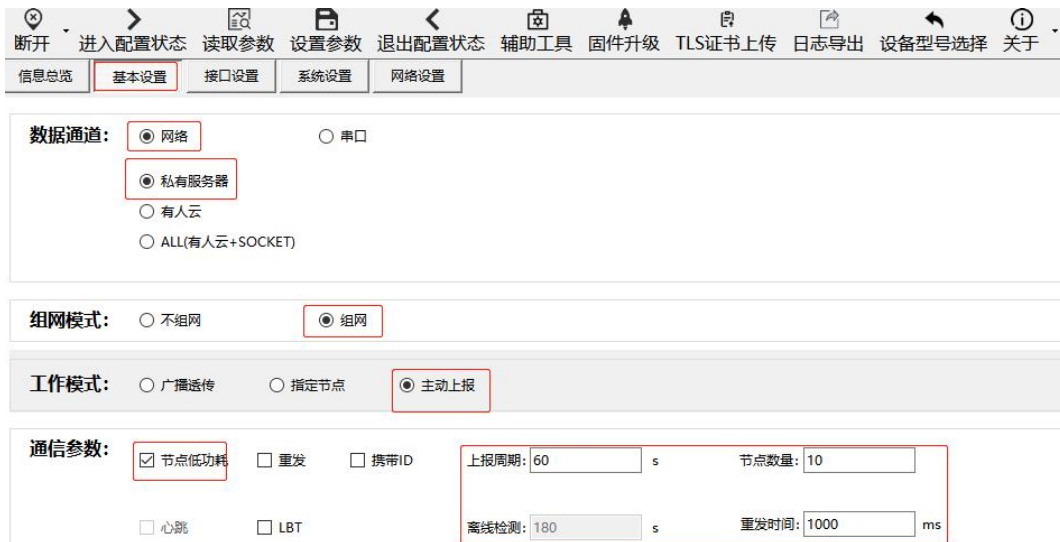 断开 进入配置状态 读取参数 设置参数 退出配置状态 辅助工具 固件升级 TLS证书上传 日志导出 设备型号选择 关于
信息总览 基本设置 接口设置 系统设置 网络设置
数据通道: 网络 串口
私有服务器
有人云
ALL(有人云+SOCKET)
组网模式: 不组网 组网
工作模式: 广播透传 指定节点 主动上报
通信参数: 节点低功耗 重发 携带ID 上报周期: 60 s 节点数量: 10
心跳 LBT 离线检测: 180 s 重发时间: 1000 ms